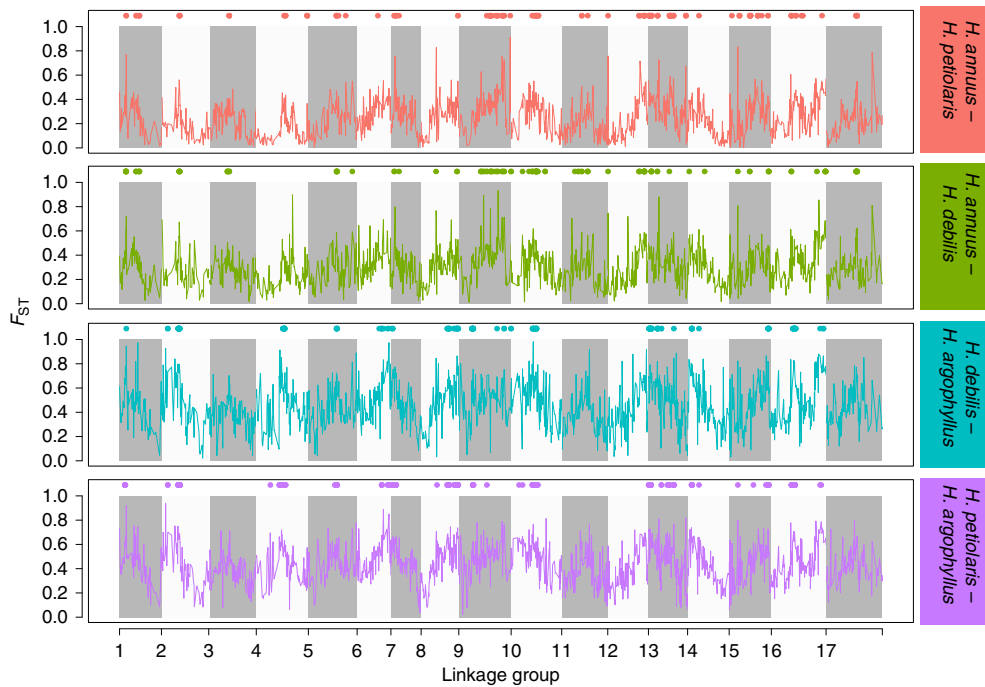 1.0
0.8
0.6
0.4
0.2
0.0
H. annuus –
H. petiolaris
1.0
0.8
0.6
0.4
0.2
0.0
H. annuus –
H. debilis
FST
1.0
0.8
0.6
0.4
0.2
0.0
H. debilis –
H. argophyllus
1.0
0.8
0.6
0.4
0.2
0.0
H. petiolaris –
H. argophyllus
1 2 3 4 5 6 7 8 9 10 11 12 13 14 15 16 17
Linkage group